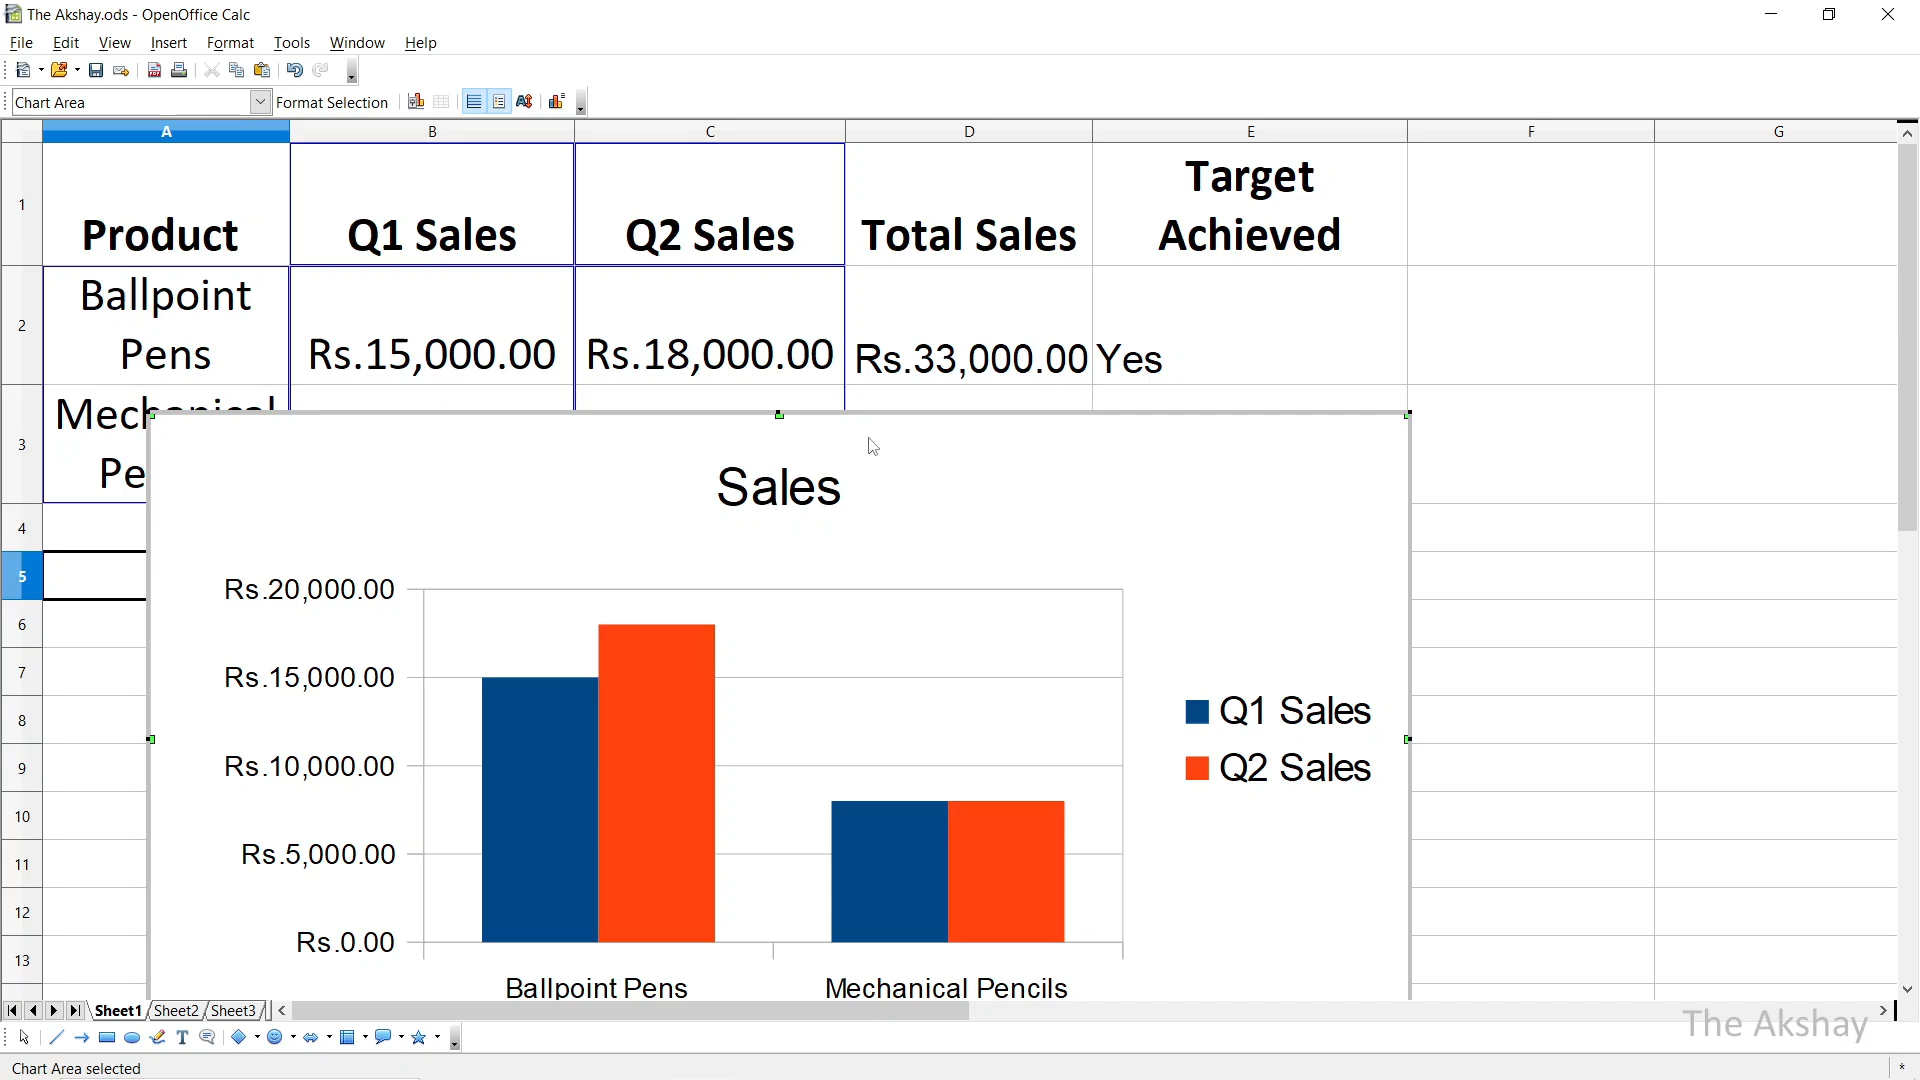 The Akshay.ods - OpenOffice Calc
File Edit View Insert Format Tools Window Help
Chart Area Format Selection
A B C D E F G
1 Product Q1 Sales Q2 Sales Total Sales Target Achieved
2 Ballpoint Pens Rs.15,000.00 Rs.18,000.00 Rs.33,000.00 Yes
3
4
5
6
7
8
9
10
11
12
13
Sales
Rs.20,000.00
Rs.15,000.00
Rs.10,000.00
Rs.5,000.00
Rs.0.00
Q1 Sales
Q2 Sales
Ballpoint Pens Mechanical Pencils
Sheet1 Sheet2 Sheet3
The Akshay
Chart Area selected *